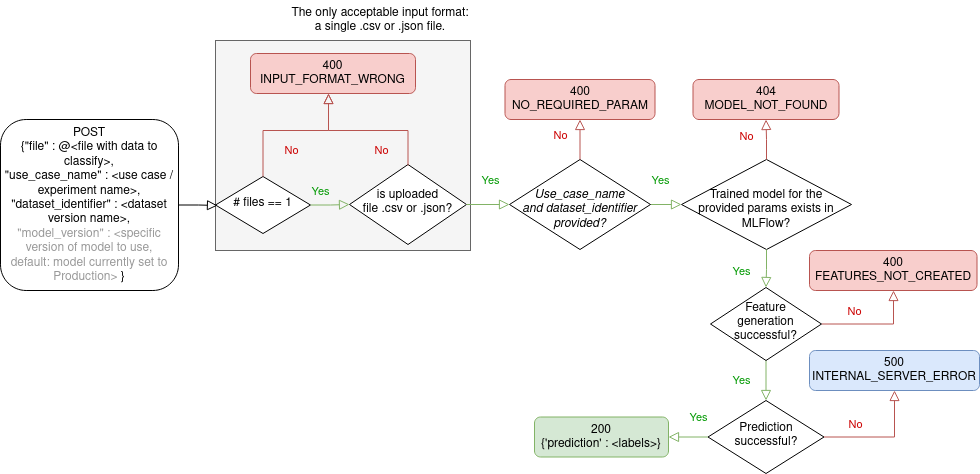 The only acceptable input format:
a single .csv or .json file.
400
INPUT_FORMAT_WRONG
No
No
POST
{"file" : @<file with data to
classify>,
"use_case_name" : <use case /
experiment name>,
"dataset_identifier" : <dataset
version name>,
"model_version" : <specific
version of model to use,
default: model currently set to
Production> }
# files == 1
Yes
is uploaded
file .csv or .json?
Yes
400
NO_REQUIRED_PARAM
No
Use_case_name
and dataset_identifier
provided?
Yes
404
MODEL_NOT_FOUND
No
Trained model for the
provided params exists in
MLFlow?
Yes
400
FEATURES_NOT_CREATED
No
Feature
generation
successful?
Yes
500
INTERNAL_SERVER_ERROR
No
Prediction
successful?
Yes
200
{'prediction' : <labels>}